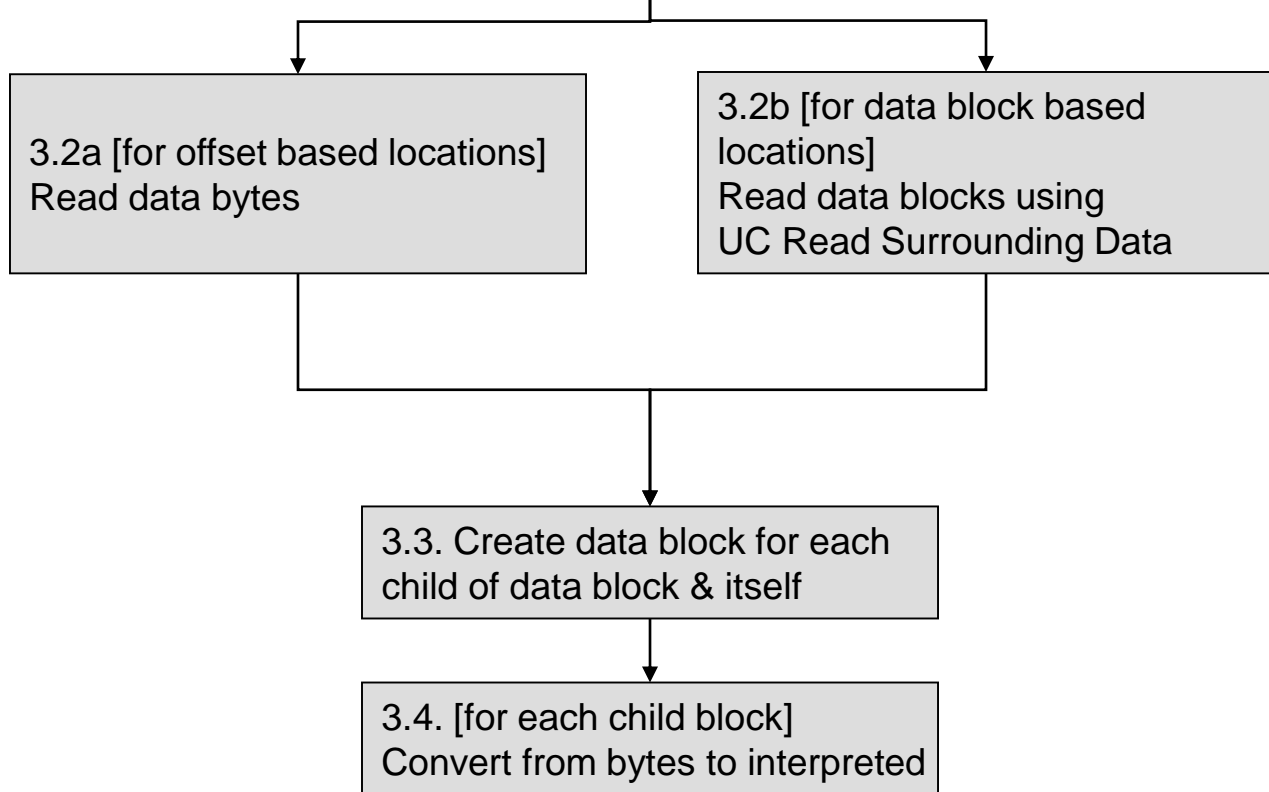 3.2a [for offset based locations]
Read data bytes
3.2b [for data block based
locations]
Read data blocks using
UC Read Surrounding Data
3.3. Create data block for each
child of data block & itself
3.4. [for each child block]
Convert from bytes to interpreted